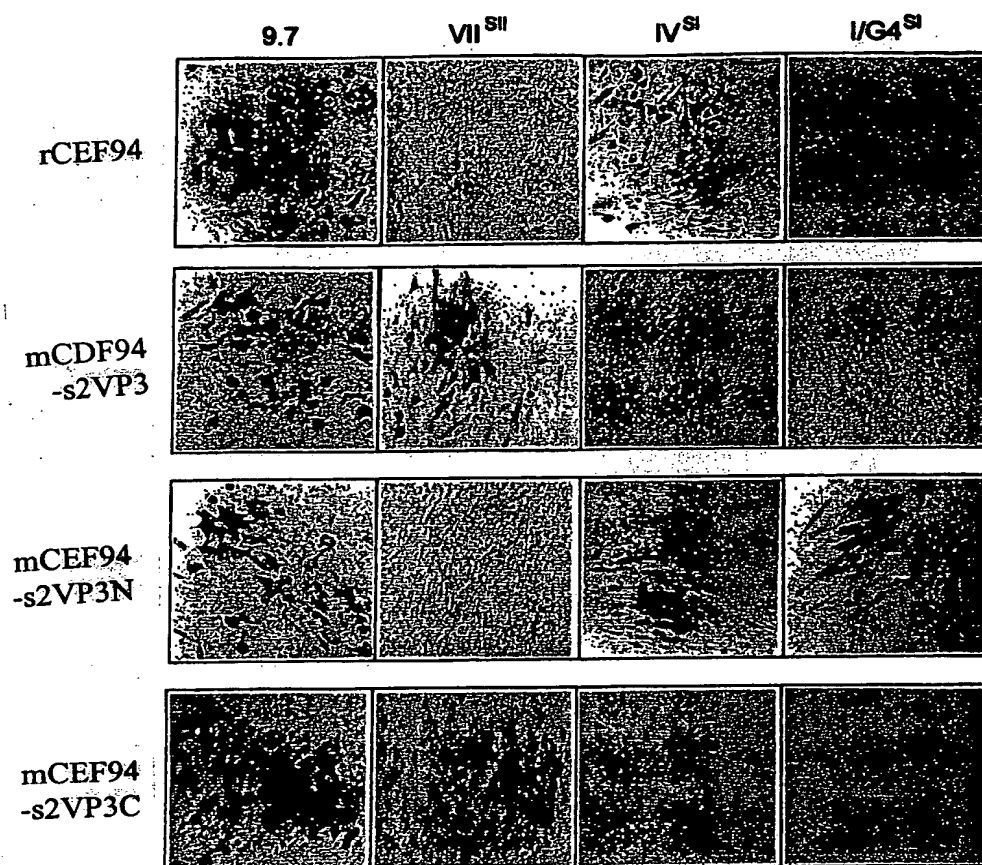 9.7 VII^SII IV^SI I/G4^SI
rCEF94
mCDF94
-s2VP3
mCEF94
-s2VP3N
mCEF94
-s2VP3C